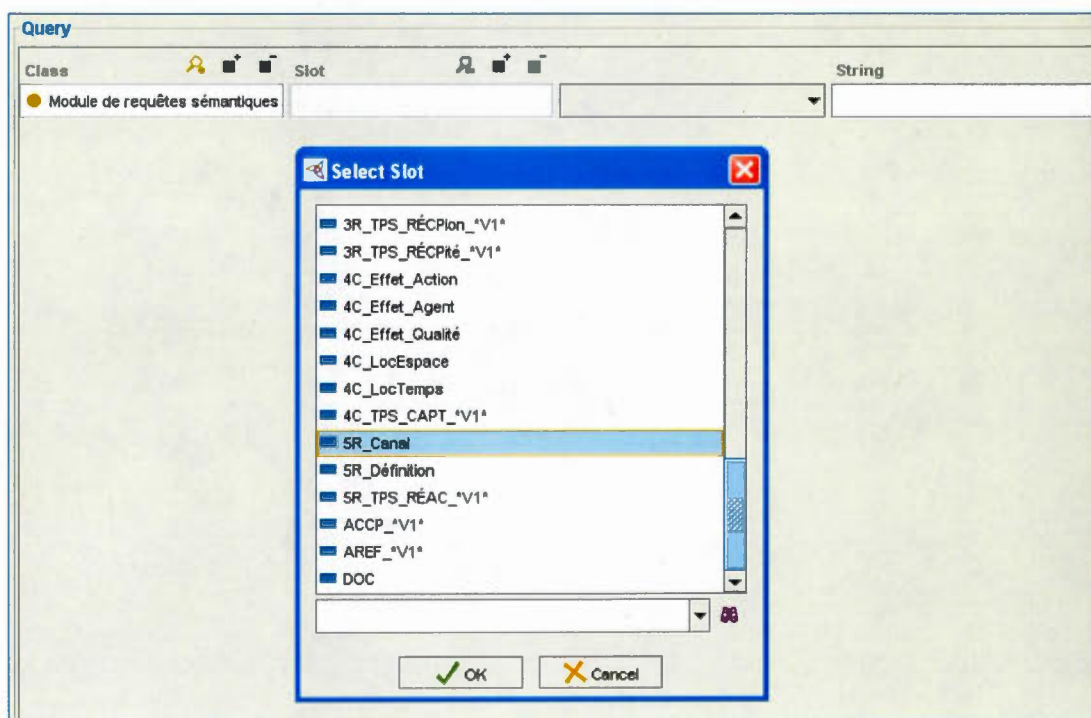 Query
Class Slot String
Module de requêtes sémantiques
Select Slot
3R_TPS_RÉCPion_*V1*
3R_TPS_RÉCPité_*V1*
4C_Effet_Action
4C_Effet_Agent
4C_Effet_Qualité
4C_LocEspace
4C_LocTemps
4C_TPS_CAPT_*V1*
5R_Canal
5R_Définition
5R_TPS_RÉAC_*V1*
ACCP_*V1*
AREF_*V1*
DOC
OK Cancel